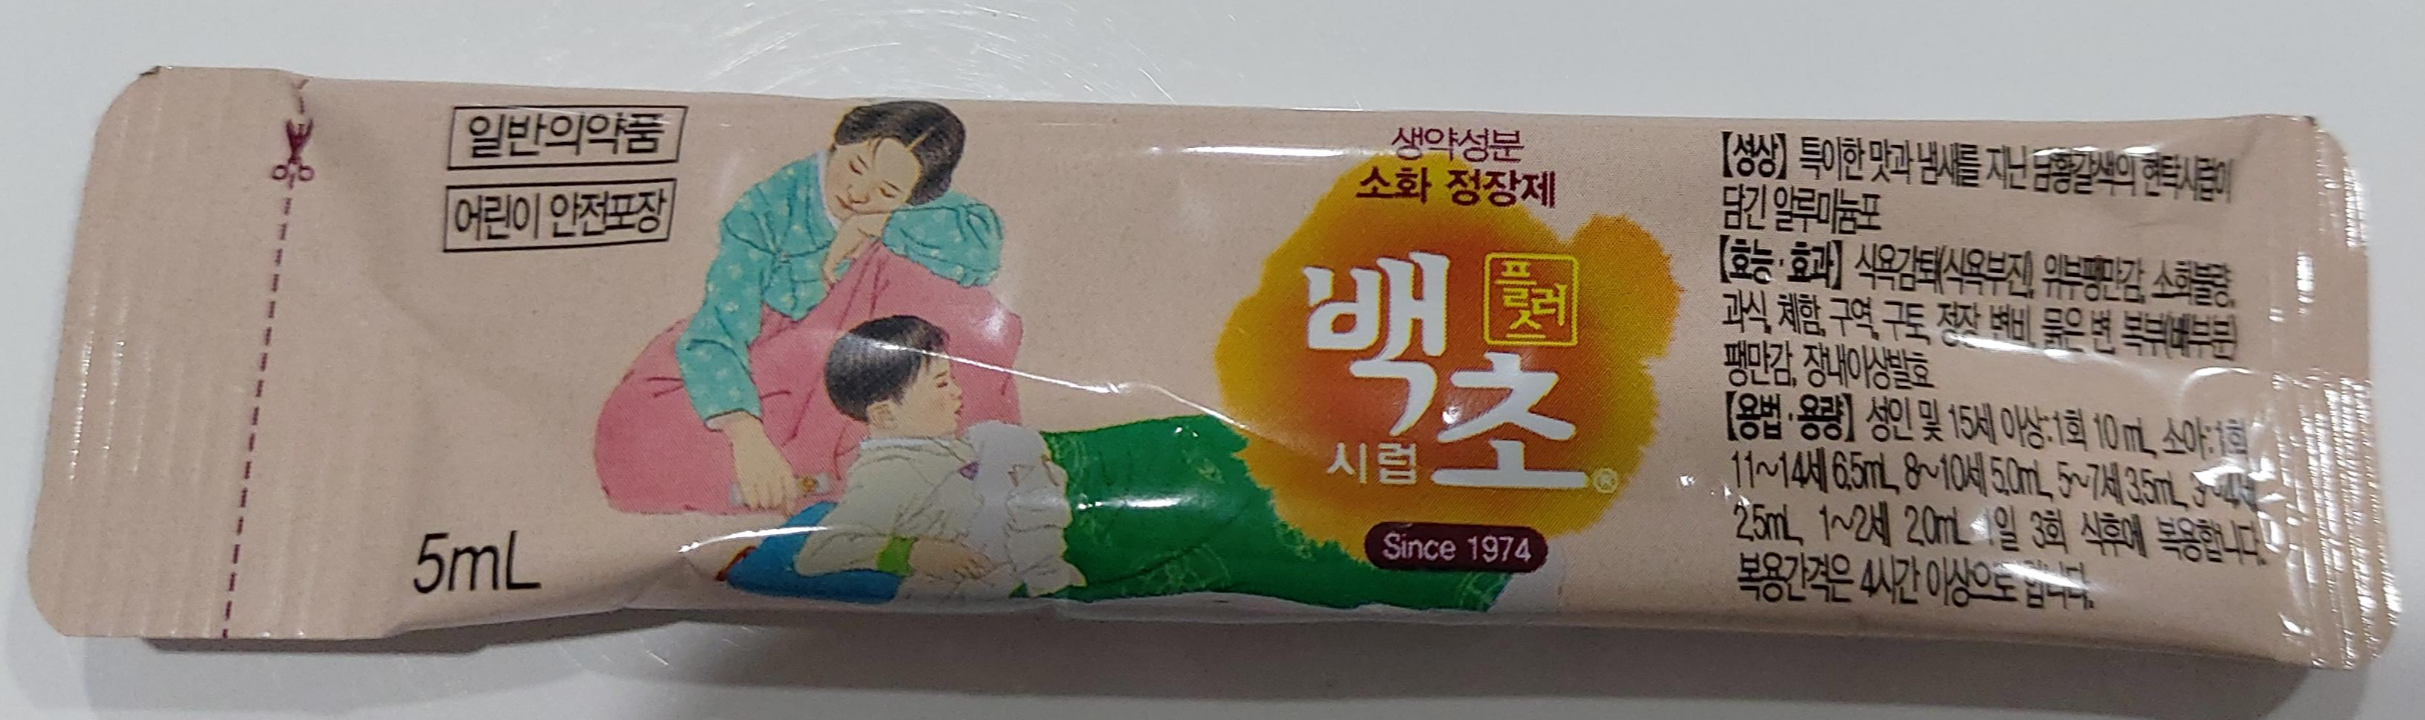 일반의약품
어린이 안전포장
5mL
생약성분
소화 정장제
백초
플러스
시럽
®
Since 1974
【성상】 특이한 맛과 냄새를 지닌 담황갈색의 현탁시럽이
담긴 알루미늄포
【효능·효과】 식욕감퇴(식욕부진), 위부팽만감, 소화불량,
과식, 체함, 구역, 구토, 정장, 변비, 묽은 변, 복부(배부분)
팽만감, 장내이상발효
【용법·용량】 성인 및 15세 이상:1회 10 mL, 소아:1회
11~14세 6.5mL, 8~10세 5.0mL, 5~7세 3.5mL, 3~4세
2.5mL, 1~2세 2.0mL 1일 3회 식후에 복용합니다.
복용간격은 4시간 이상으로 합니다.